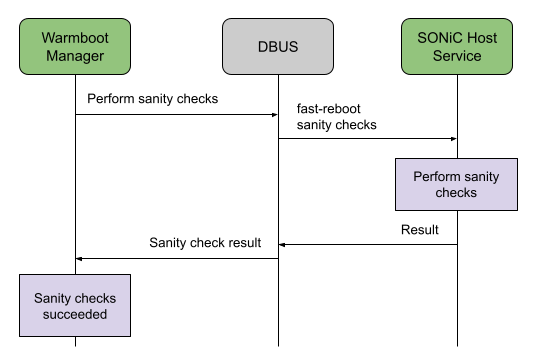 Warmboot
Manager
DBUS
SONiC Host
Service
Perform sanity checks
fast-reboot
sanity checks
Perform sanity
checks
Result
Sanity check result
Sanity checks
succeeded